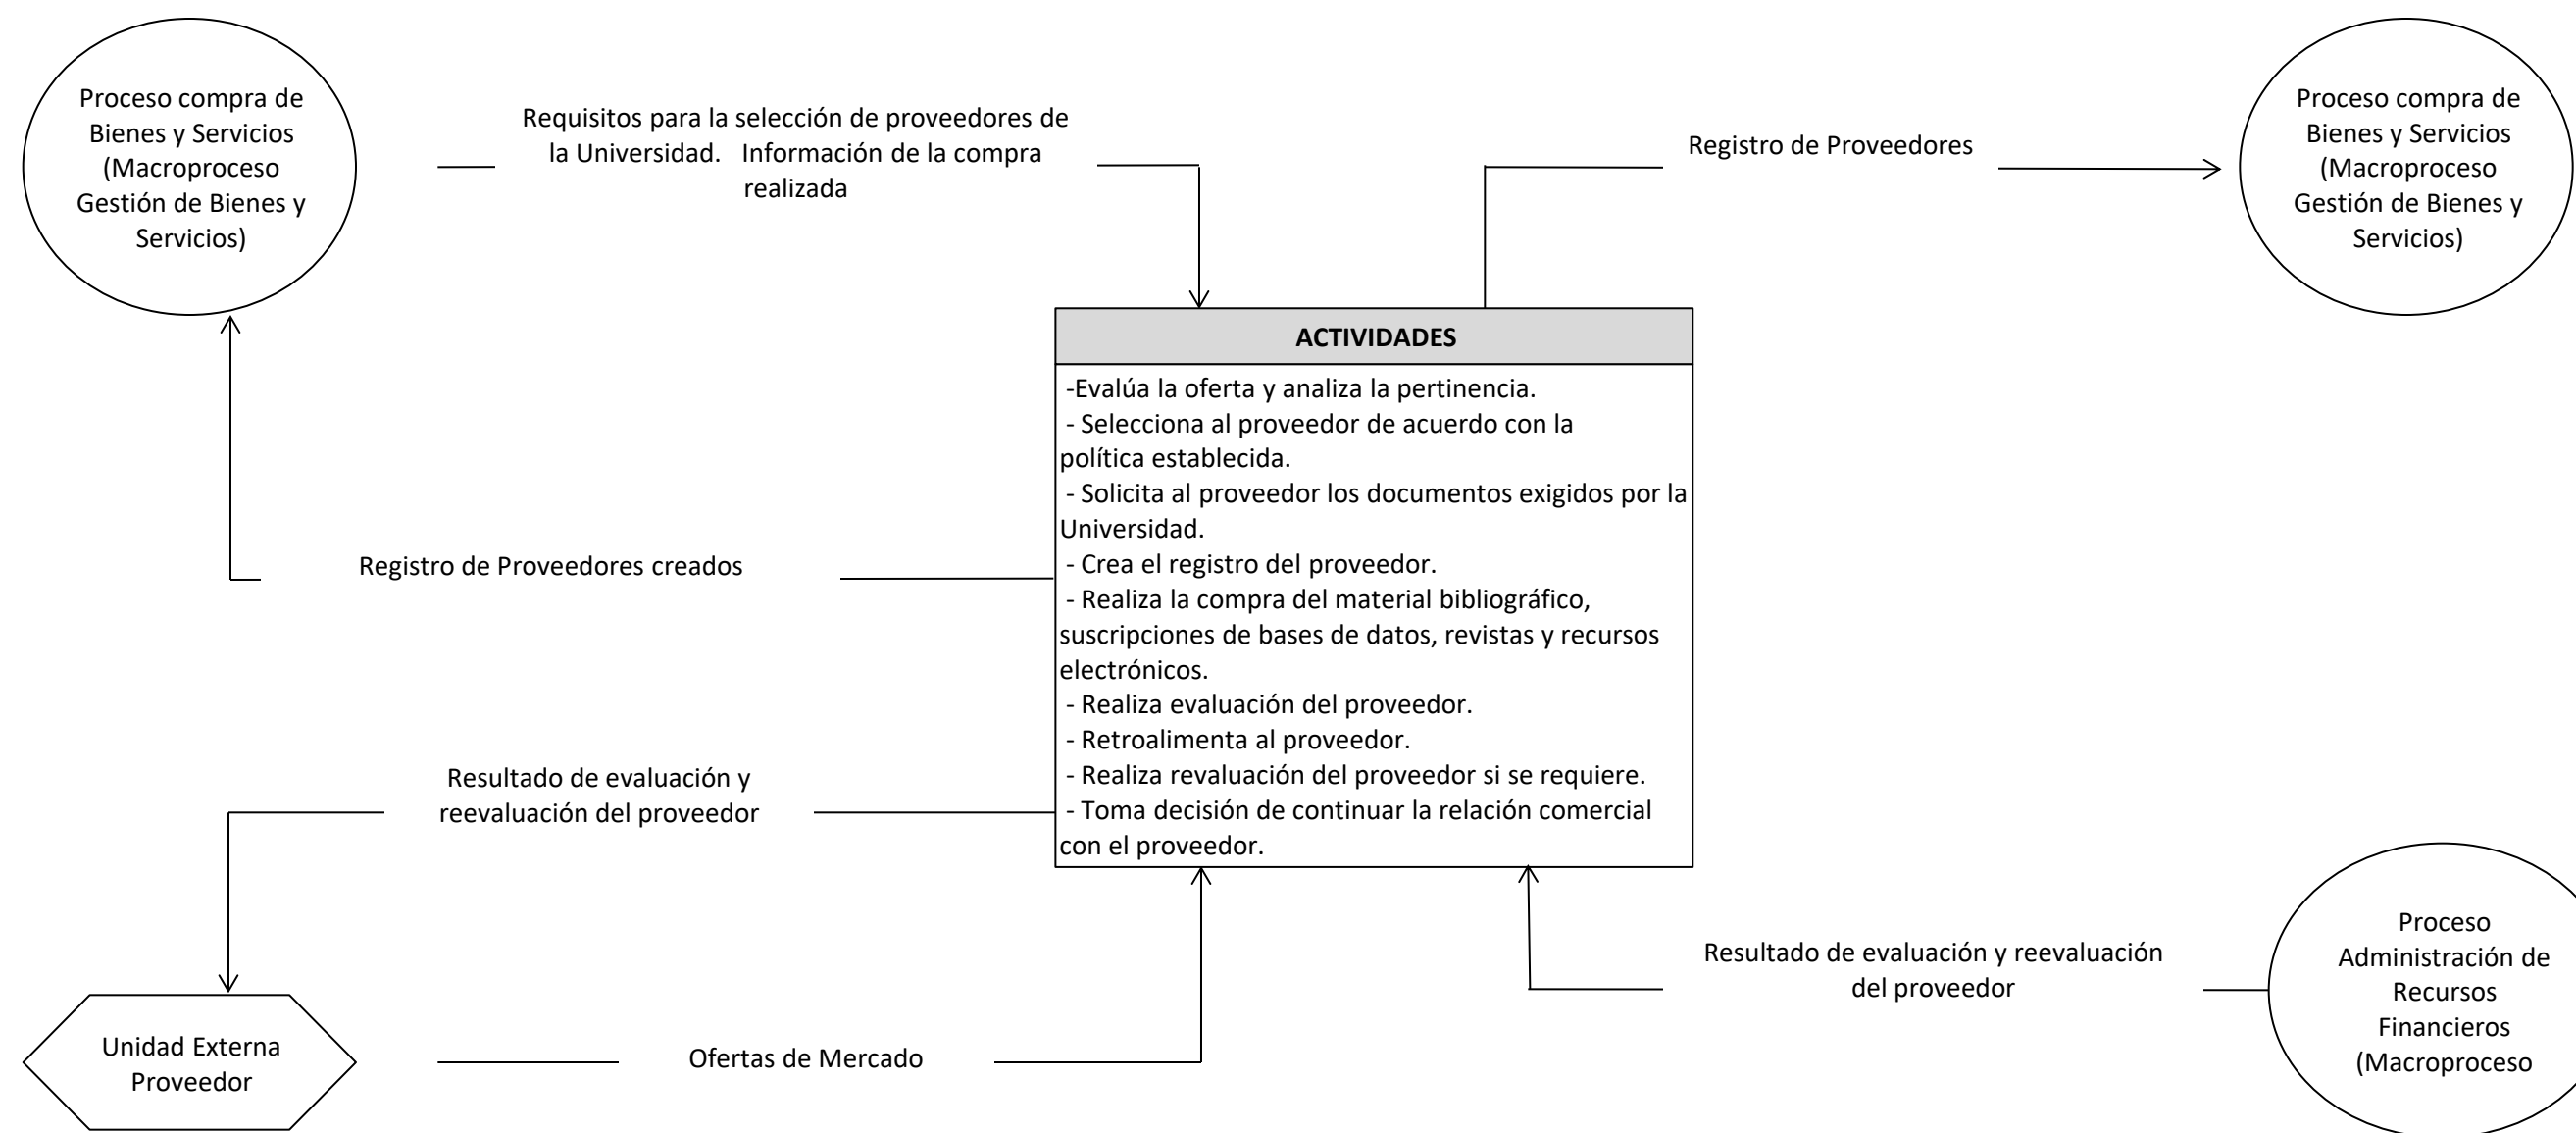 Proceso compra de
Bienes y Servicios
(Macroproceso
Gestión de Bienes y
Servicios)
Requisitos para la selección de proveedores de
la Universidad.   Información de la compra
realizada
Registro de Proveedores
Proceso compra de
Bienes y Servicios
(Macroproceso
Gestión de Bienes y
Servicios)
ACTIVIDADES
-Evalúa la oferta y analiza la pertinencia.
- Selecciona al proveedor de acuerdo con la
política establecida.
- Solicita al proveedor los documentos exigidos por la
Universidad.
- Crea el registro del proveedor.
- Realiza la compra del material bibliográfico,
suscripciones de bases de datos, revistas y recursos
electrónicos.
- Realiza evaluación del proveedor.
- Retroalimenta al proveedor.
- Realiza revaluación del proveedor si se requiere.
- Toma decisión de continuar la relación comercial
con el proveedor.
Registro de Proveedores creados
Resultado de evaluación y
reevaluación del proveedor
Unidad Externa
Proveedor
Ofertas de Mercado
Resultado de evaluación y reevaluación
del proveedor
Proceso
Administración de
Recursos
Financieros
(Macroproceso